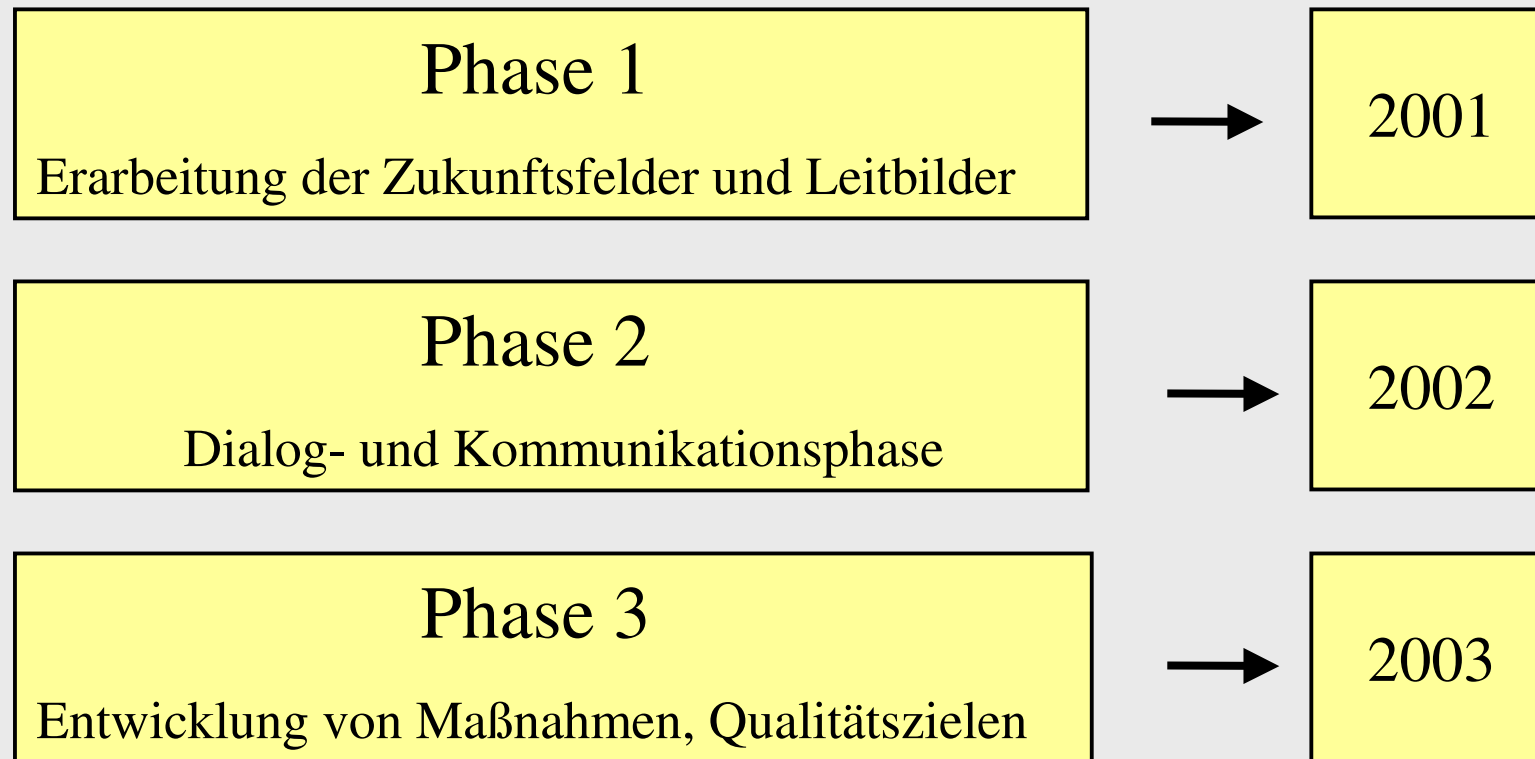 Phase 1
Erarbeitung der Zukunftsfelder und Leitbilder
2001
Phase 2
Dialog- und Kommunikationsphase
2002
Phase 3
Entwicklung von Maßnahmen, Qualitätszielen
2003